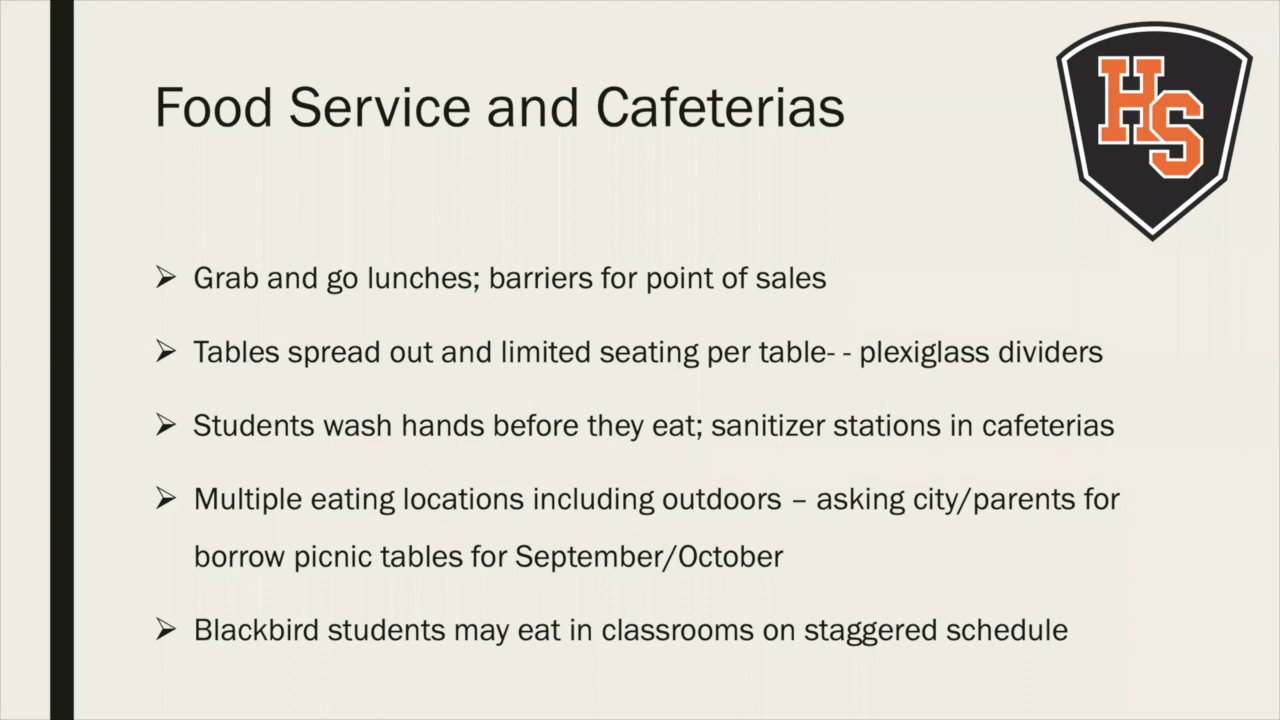 Food Service and Cafeterias
HS
Grab and go lunches; barriers for point of sales
Tables spread out and limited seating per table- - plexiglass dividers
Students wash hands before they eat; sanitizer stations in cafeterias
Multiple eating locations including outdoors – asking city/parents for
borrow picnic tables for September/October
Blackbird students may eat in classrooms on staggered schedule